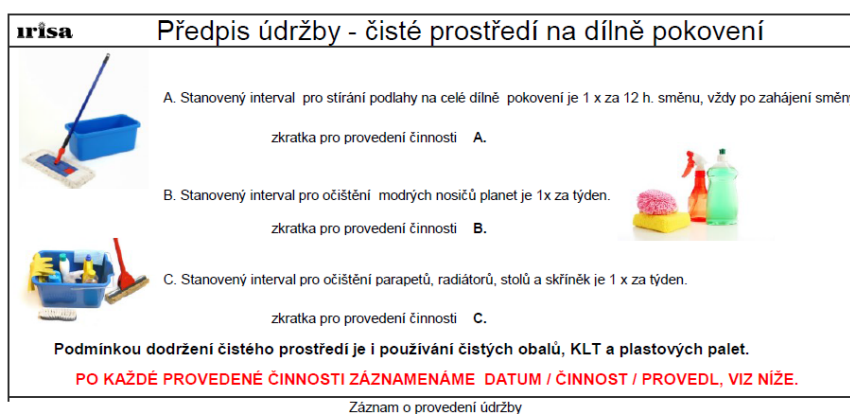 ırîsa
Předpis údržby - čisté prostředí na dílně pokovení
A. Stanovený interval pro stírání podlahy na celé dílně pokovení je 1 x za 12 h. směnu, vždy po zahájení směny
zkratka pro provedení činnosti A.
B. Stanovený interval pro očištění modrých nosičů planet je 1x za týden.
zkratka pro provedení činnosti B.
C. Stanovený interval pro očištění parapetů, radiátorů, stolů a skříněk je 1 x za týden.
zkratka pro provedení činnosti C.
Podmínkou dodržení čistého prostředí je i používání čistých obalů, KLT a plastových palet.
PO KAŽDÉ PROVEDENÉ ČINNOSTI ZÁZNAMENÁME DATUM / ČINNOST / PROVEDL, VIZ NÍŽE.
Záznam o provedení údržby